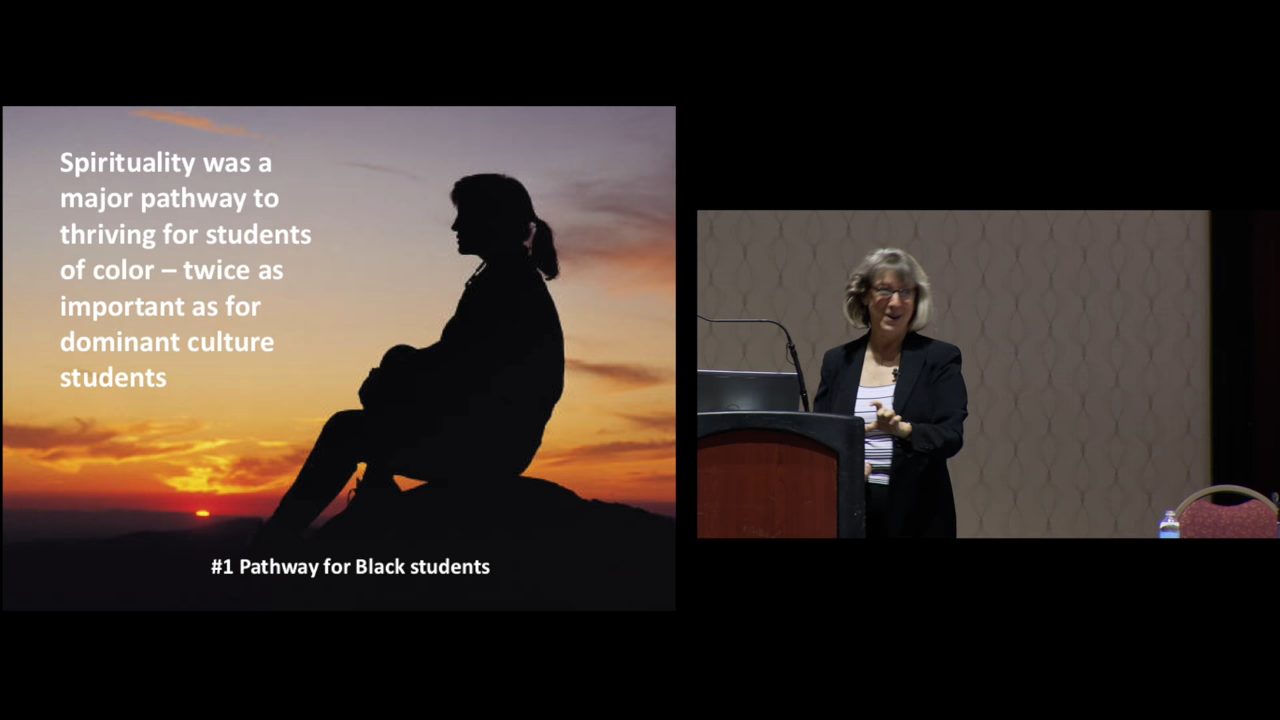 Spirituality was a
major pathway to
thriving for students
of color – twice as
important as for
dominant culture
students
#1 Pathway for Black students